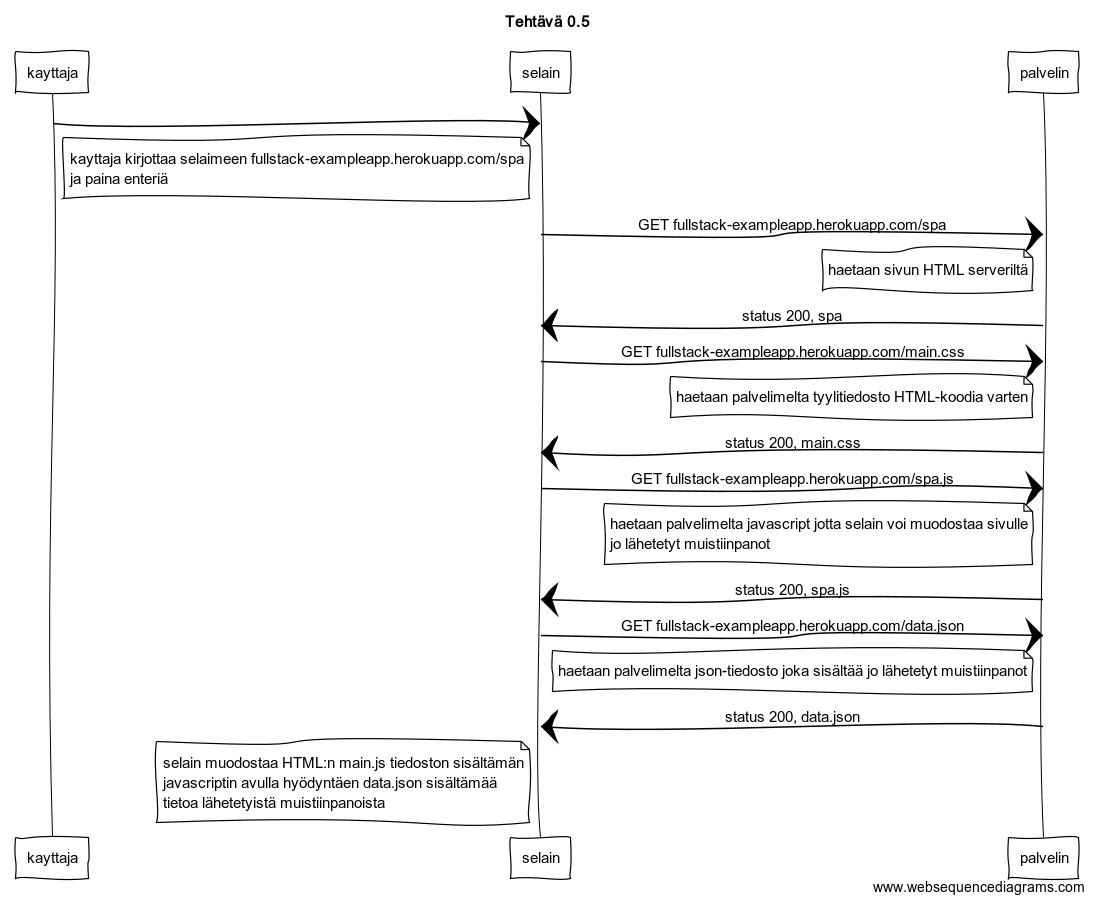 Tehtävä 0.5
kayttaja
selain
palvelin
kayttaja kirjottaa selaimeen fullstack-exampleapp.herokuapp.com/spa
ja paina enteriä
GET fullstack-exampleapp.herokuapp.com/spa
haetaan sivun HTML serveriltä
status 200, spa
GET fullstack-exampleapp.herokuapp.com/main.css
haetaan palvelimelta tyylitiedosto HTML-koodia varten
status 200, main.css
GET fullstack-exampleapp.herokuapp.com/spa.js
haetaan palvelimelta javascript jotta selain voi muodostaa sivulle
jo lähetetyt muistiinpanot
status 200, spa.js
GET fullstack-exampleapp.herokuapp.com/data.json
haetaan palvelimelta json-tiedosto joka sisältää jo lähetetyt muistiinpanot
status 200, data.json
selain muodostaa HTML:n main.js tiedoston sisältämän
javascriptin avulla hyödyntäen data.json sisältämää
tietoa lähetetyistä muistiinpanoista
kayttaja
selain
palvelin
www.websequencediagrams.com